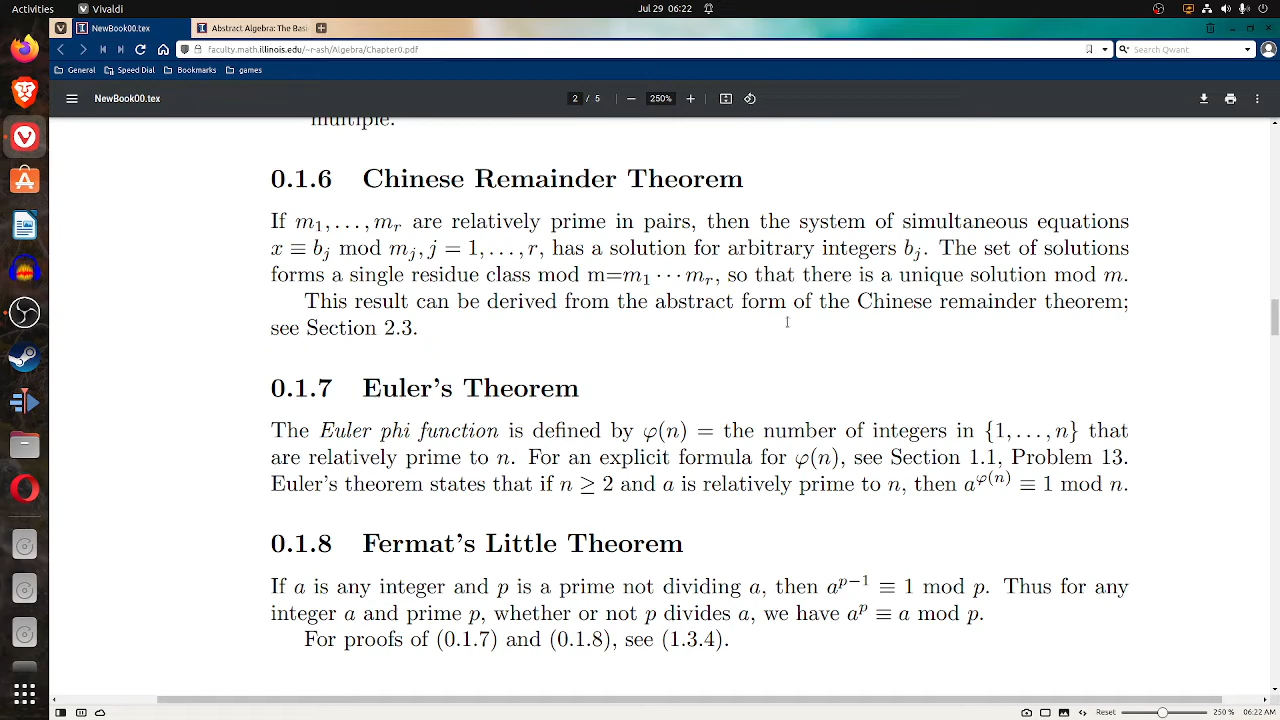 Activities Vivaldi Jul 29 06:22
NewBook00.tex Abstract Algebra: The Basi
faculty.math.illinois.edu/~r-ash/Algebra/Chapter0.pdf Search Qwant
General Speed Dial Bookmarks games
NewBook00.tex 2 / 5 250%
multiple.
0.1.6 Chinese Remainder Theorem
If m₁, . . . , mᵣ are relatively prime in pairs, then the system of simultaneous equations
x ≡ bⱼ mod mⱼ, j = 1, . . . , r, has a solution for arbitrary integers bⱼ. The set of solutions
forms a single residue class mod m=m₁ · · · mᵣ, so that there is a unique solution mod m.
This result can be derived from the abstract form of the Chinese remainder theorem;
see Section 2.3.
0.1.7 Euler's Theorem
The Euler phi function is defined by φ(n) = the number of integers in {1, . . . , n} that
are relatively prime to n. For an explicit formula for φ(n), see Section 1.1, Problem 13.
Euler's theorem states that if n ≥ 2 and a is relatively prime to n, then a^φ(n) ≡ 1 mod n.
0.1.8 Fermat's Little Theorem
If a is any integer and p is a prime not dividing a, then a^p−1 ≡ 1 mod p. Thus for any
integer a and prime p, whether or not p divides a, we have a^p ≡ a mod p.
For proofs of (0.1.7) and (0.1.8), see (1.3.4).
Reset 250 % 06:22 AM